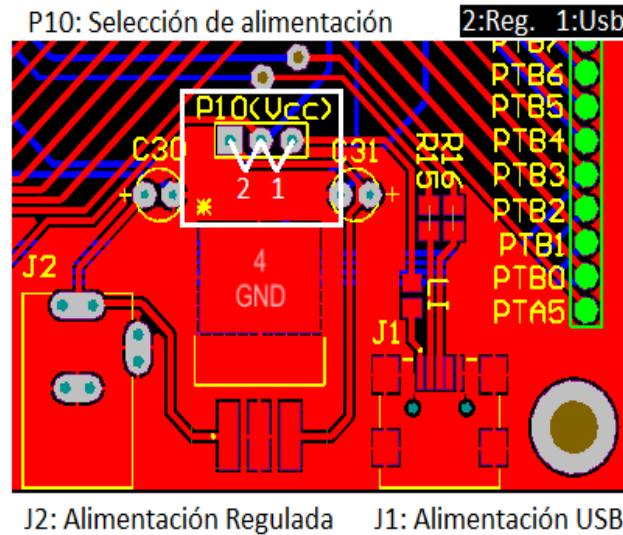 P10: Selección de alimentación
2:Reg. 1:Usb
PTB7
PTB6
PTB5
PTB4
PTB3
PTB2
PTB1
PTB0
PTA5
P10(Vcc)
C30
C31
2 1
R15
R16
+
+
*
J2
4
GND
L1
J1
J2: Alimentación Regulada
J1: Alimentación USB